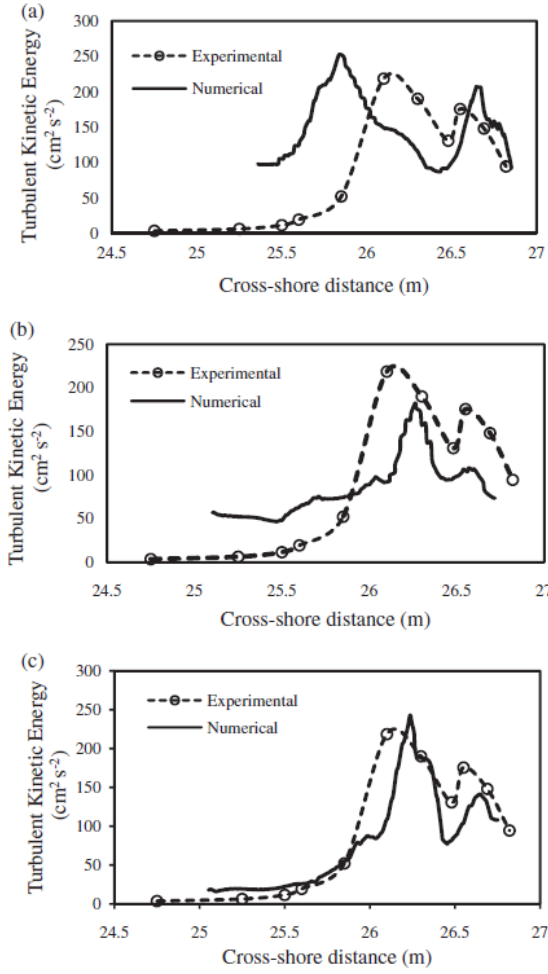 (a)
300
250
200
150
100
50
0
Turbulent Kinetic Energy
(cm² s⁻²)
Experimental
Numerical
24.5 25 25.5 26 26.5 27
Cross-shore distance (m)
(b)
250
200
150
100
50
0
Turbulent Kinetic Energy
(cm² s⁻²)
Experimental
Numerical
24.5 25 25.5 26 26.5 27
Cross-shore distance (m)
(c)
300
250
200
150
100
50
0
Turbulent Kinetic Energy
(cm² s⁻²)
Experimental
Numerical
24.5 25 25.5 26 26.5 27
Cross-shore distance (m)